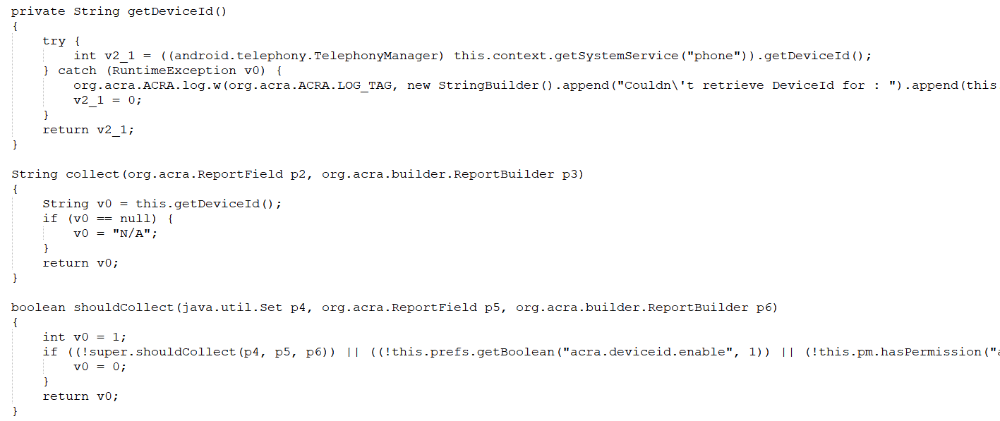 private String getDeviceId()
{
    try {
        int v2_1 = ((android.telephony.TelephonyManager) this.context.getSystemService("phone")).getDeviceId();
    } catch (RuntimeException v0) {
        org.acra.ACRA.log.w(org.acra.ACRA.LOG_TAG, new StringBuilder().append("Couldn\'t retrieve DeviceId for : ").append(this
        v2_1 = 0;
    }
    return v2_1;
}
String collect(org.acra.ReportField p2, org.acra.builder.ReportBuilder p3)
{
    String v0 = this.getDeviceId();
    if (v0 == null) {
        v0 = "N/A";
    }
    return v0;
}
boolean shouldCollect(java.util.Set p4, org.acra.ReportField p5, org.acra.builder.ReportBuilder p6)
{
    int v0 = 1;
    if ((!super.shouldCollect(p4, p5, p6)) || ((!this.prefs.getBoolean("acra.deviceid.enable", 1)) || (!this.pm.hasPermission("
        v0 = 0;
    }
    return v0;
}